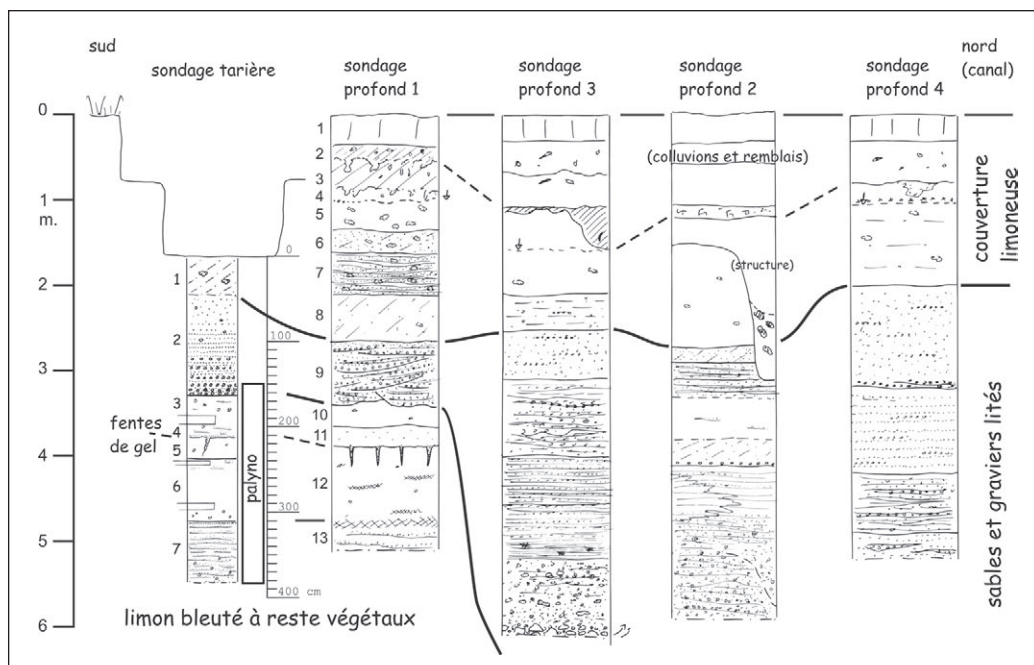 sud
nord
(canal)
sondage tarière
sondage
profond 1
sondage
profond 3
sondage
profond 2
sondage
profond 4
0
1
m.
2
3
4
5
6
1
2
3
4
5
6
7
0
100
200
300
400 cm
palyno
fentes
de gel
limon bleuté à reste végétaux
1
2
3
4
5
6
7
8
9
10
11
12
13
(colluvions et remblais)
(structure)
couverture
limoneuse
sables et graviers lités